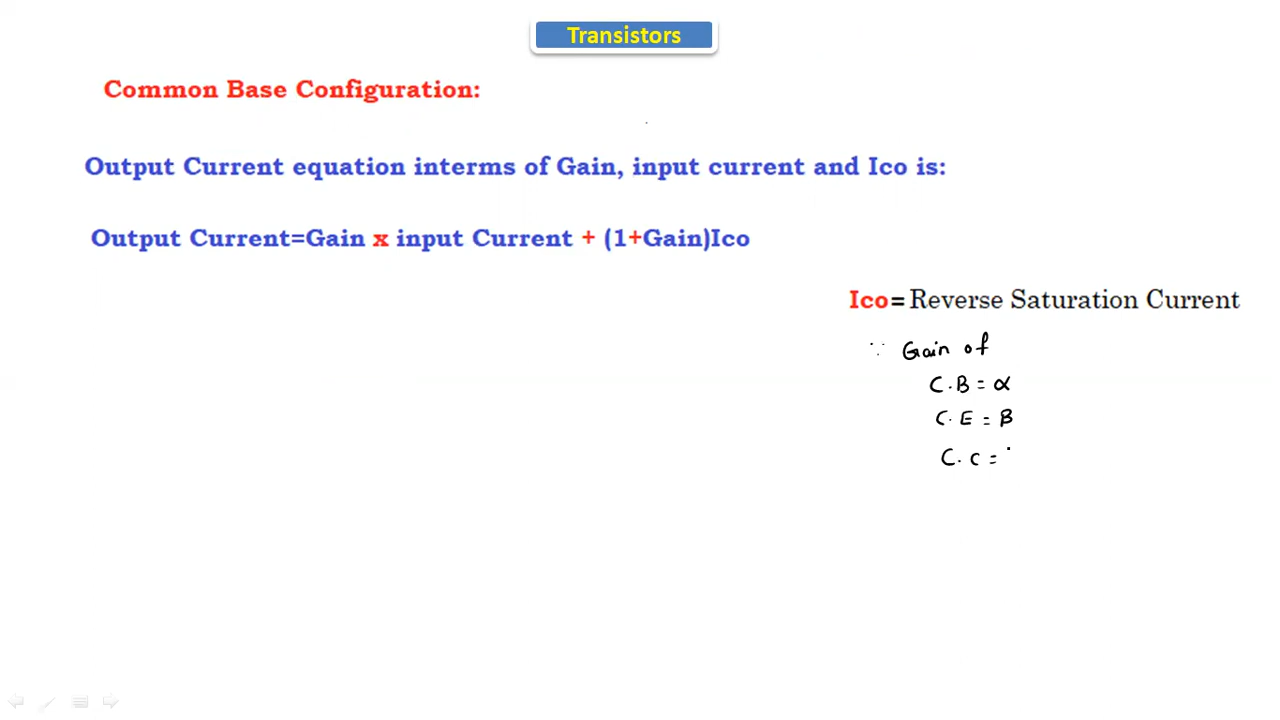 Transistors
Common Base Configuration:
Output Current equation interms of Gain, input current and Ico is:
Output Current=Gain x input Current + (1+Gain)Ico
Ico=Reverse Saturation Current
∵ Gain of
C.B = α
C.E = B
C.C =